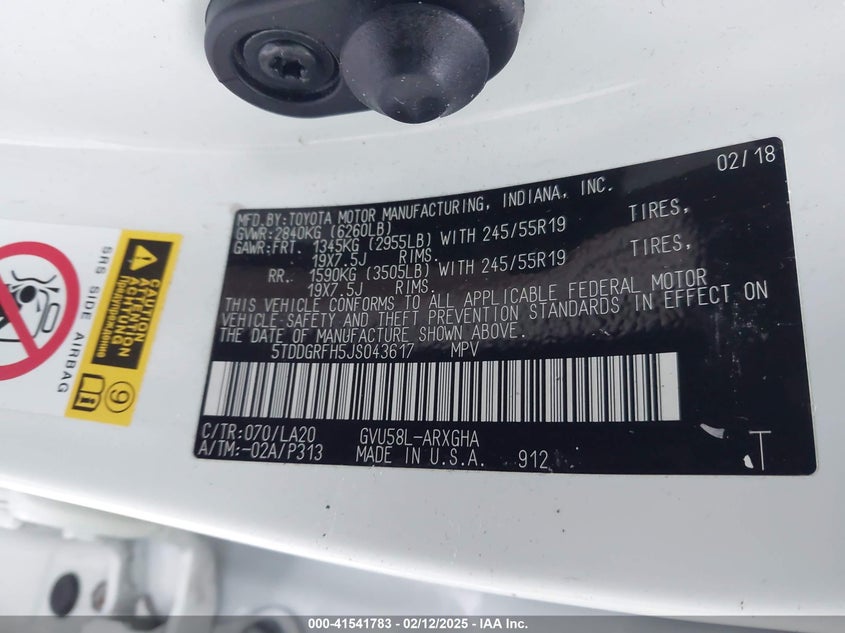 02/18
MFD.BY:TOYOTA MOTOR MANUFACTURING, INDIANA, INC.
GVWR:2840KG (6260LB)
GAWR:FRT. 1345KG (2955LB) WITH 245/55R19 TIRES,
19X7.5J RIMS.
RR. 1590KG (3505LB) WITH 245/55R19 TIRES,
19X7.5J RIMS.
THIS VEHICLE CONFORMS TO ALL APPLICABLE FEDERAL MOTOR
VEHICLE SAFETY AND THEFT PREVENTION STANDARDS IN EFFECT ON
THE DATE OF MANUFACTURE SHOWN ABOVE.
5TDDGRFH5JS043617 MPV
C/TR:070/LA20 GVU58L-ARXGHA
A/TM:-02A/P313 MADE IN U.S.A. 912 T
SRS SIDE AIRBAG
CAUTION
ATTENTION
ACHTUNG
Предупреждение
9
000-41541783 - 02/12/2025 - IAA Inc.